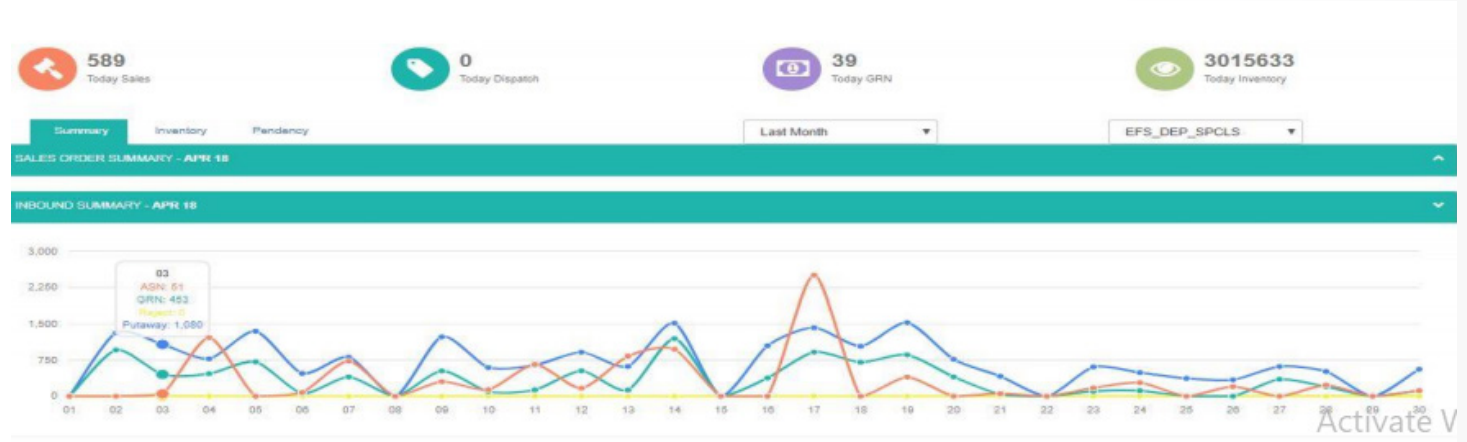 589
Today Sales
0
Today Dispatch
39
Today GRN
3015633
Today Inventory
Summary Inventory Pendency Last Month EFS_DEP_SPCLS
SALES ORDER SUMMARY - APR 18
INBOUND SUMMARY - APR 18
3,000
2,250
1,500
750
0
03
ASN: 51
GRN: 453
Reject: 0
Putaway: 1,080
01 02 03 04 05 06 07 08 09 10 11 12 13 14 15 16 17 18 19 20 21 22 23 24 25 26 27 28 29 30
Activate